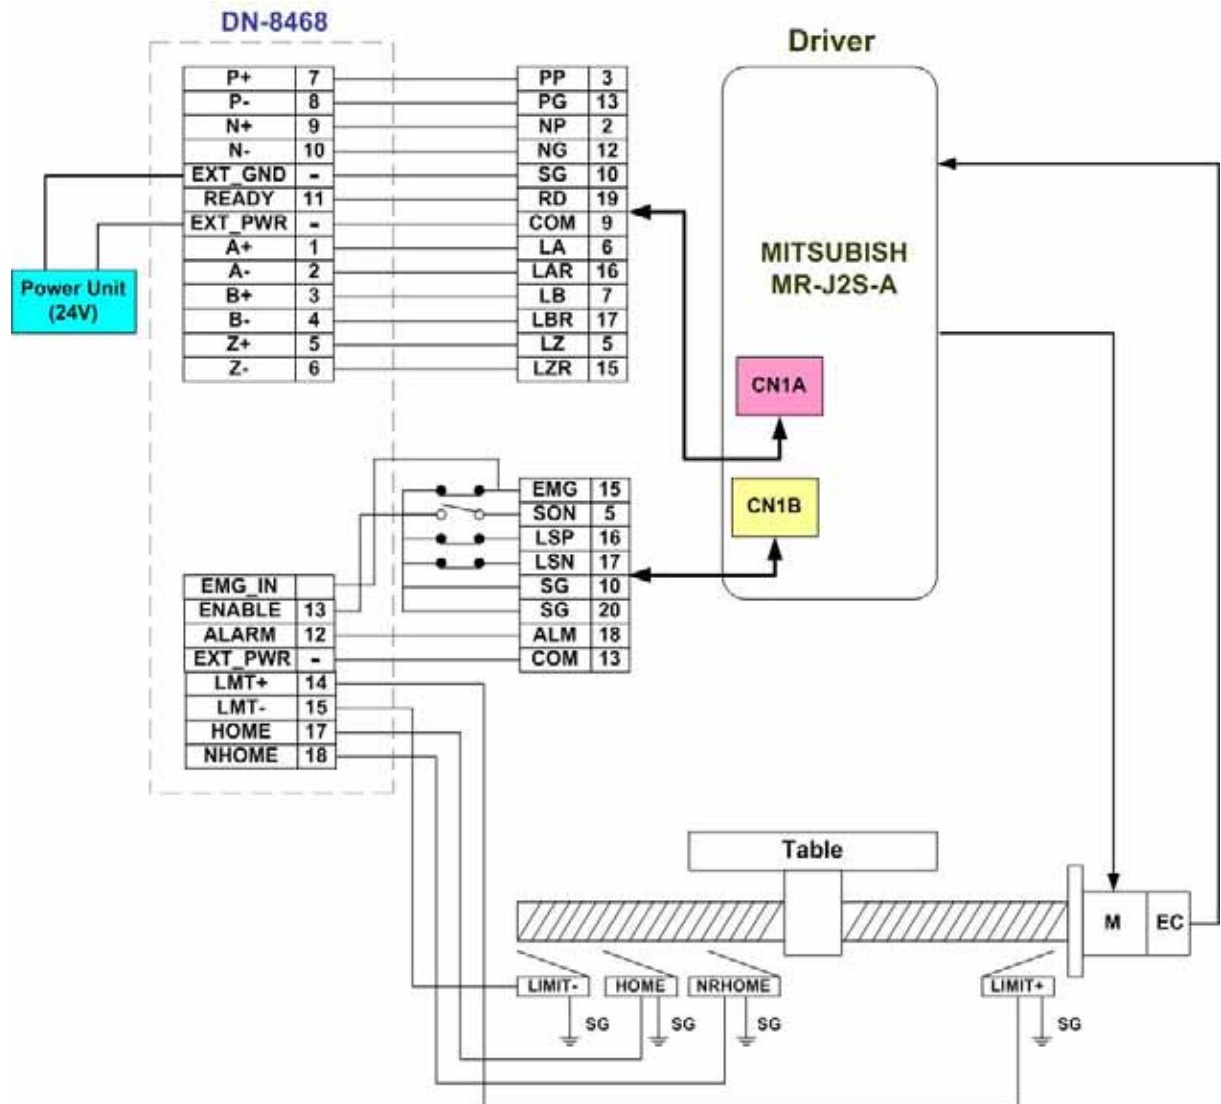 DN-8468
Driver
P+ 7 PP 3
P- 8 PG 13
N+ 9 NP 2
N- 10 NG 12
EXT_GND - SG 10
READY 11 RD 19
EXT_PWR - COM 9
A+ 1 LA 6
A- 2 LAR 16
B+ 3 LB 7
B- 4 LBR 17
Z+ 5 LZ 5
Z- 6 LZR 15
Power Unit
(24V)
MITSUBISH
MR-J2S-A
CN1A
CN1B
EMG 15
SON 5
LSP 16
LSN 17
EMG_IN SG 10
ENABLE 13 SG 20
ALARM 12 ALM 18
EXT_PWR - COM 13
LMT+ 14
LMT- 15
HOME 17
NHOME 18
Table
M EC
LIMIT- HOME NRHOME LIMIT+
SG SG SG SG